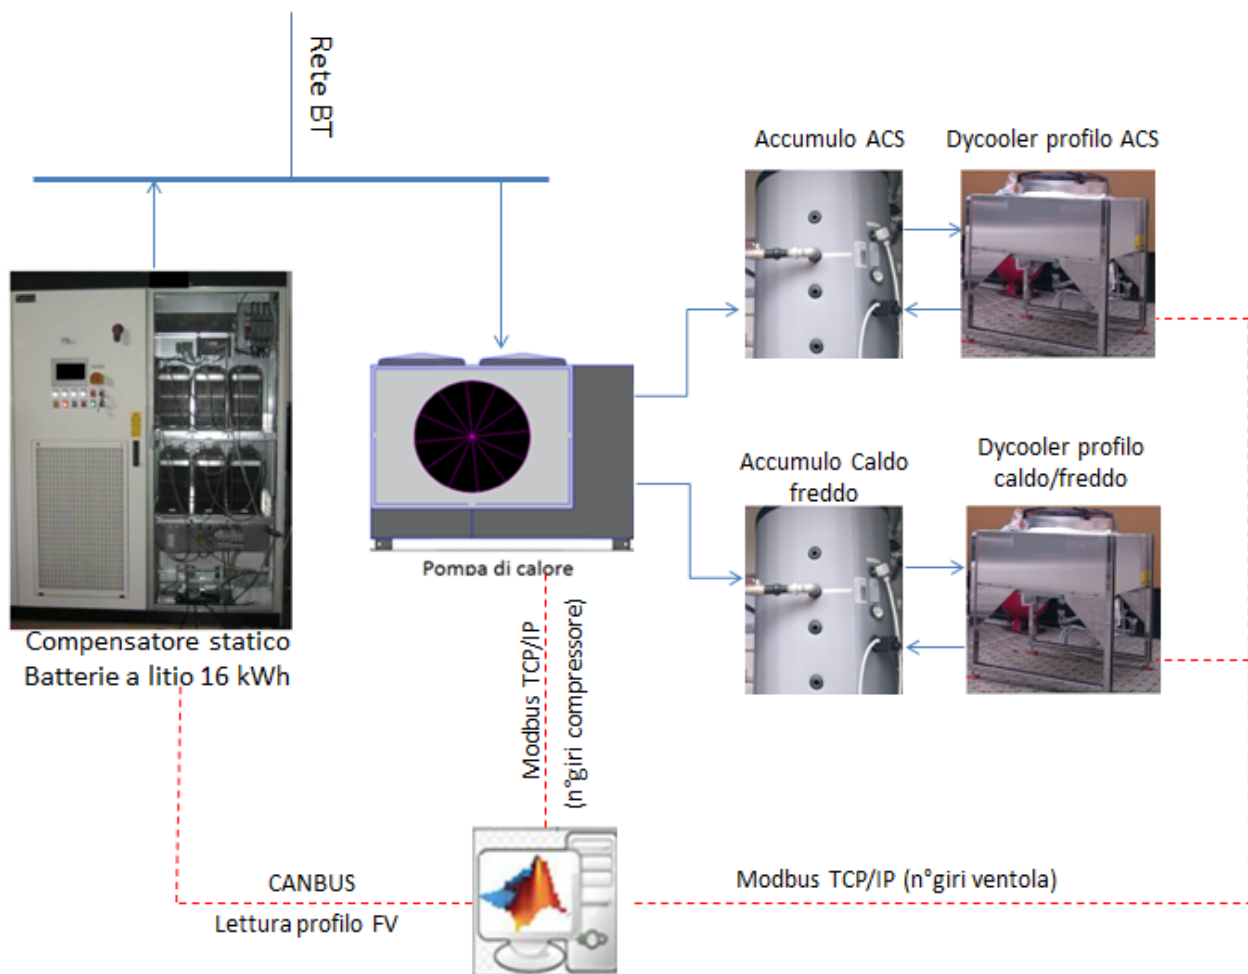 Rete BT
Accumulo ACS
Dycooler profilo ACS
Accumulo Caldo
freddo
Dycooler profilo
caldo/freddo
Pompa di calore
Compensatore statico
Batterie a litio 16 kWh
Modbus TCP/IP
(n°giri compressore)
CANBUS
Lettura profilo FV
Modbus TCP/IP (n°giri ventola)